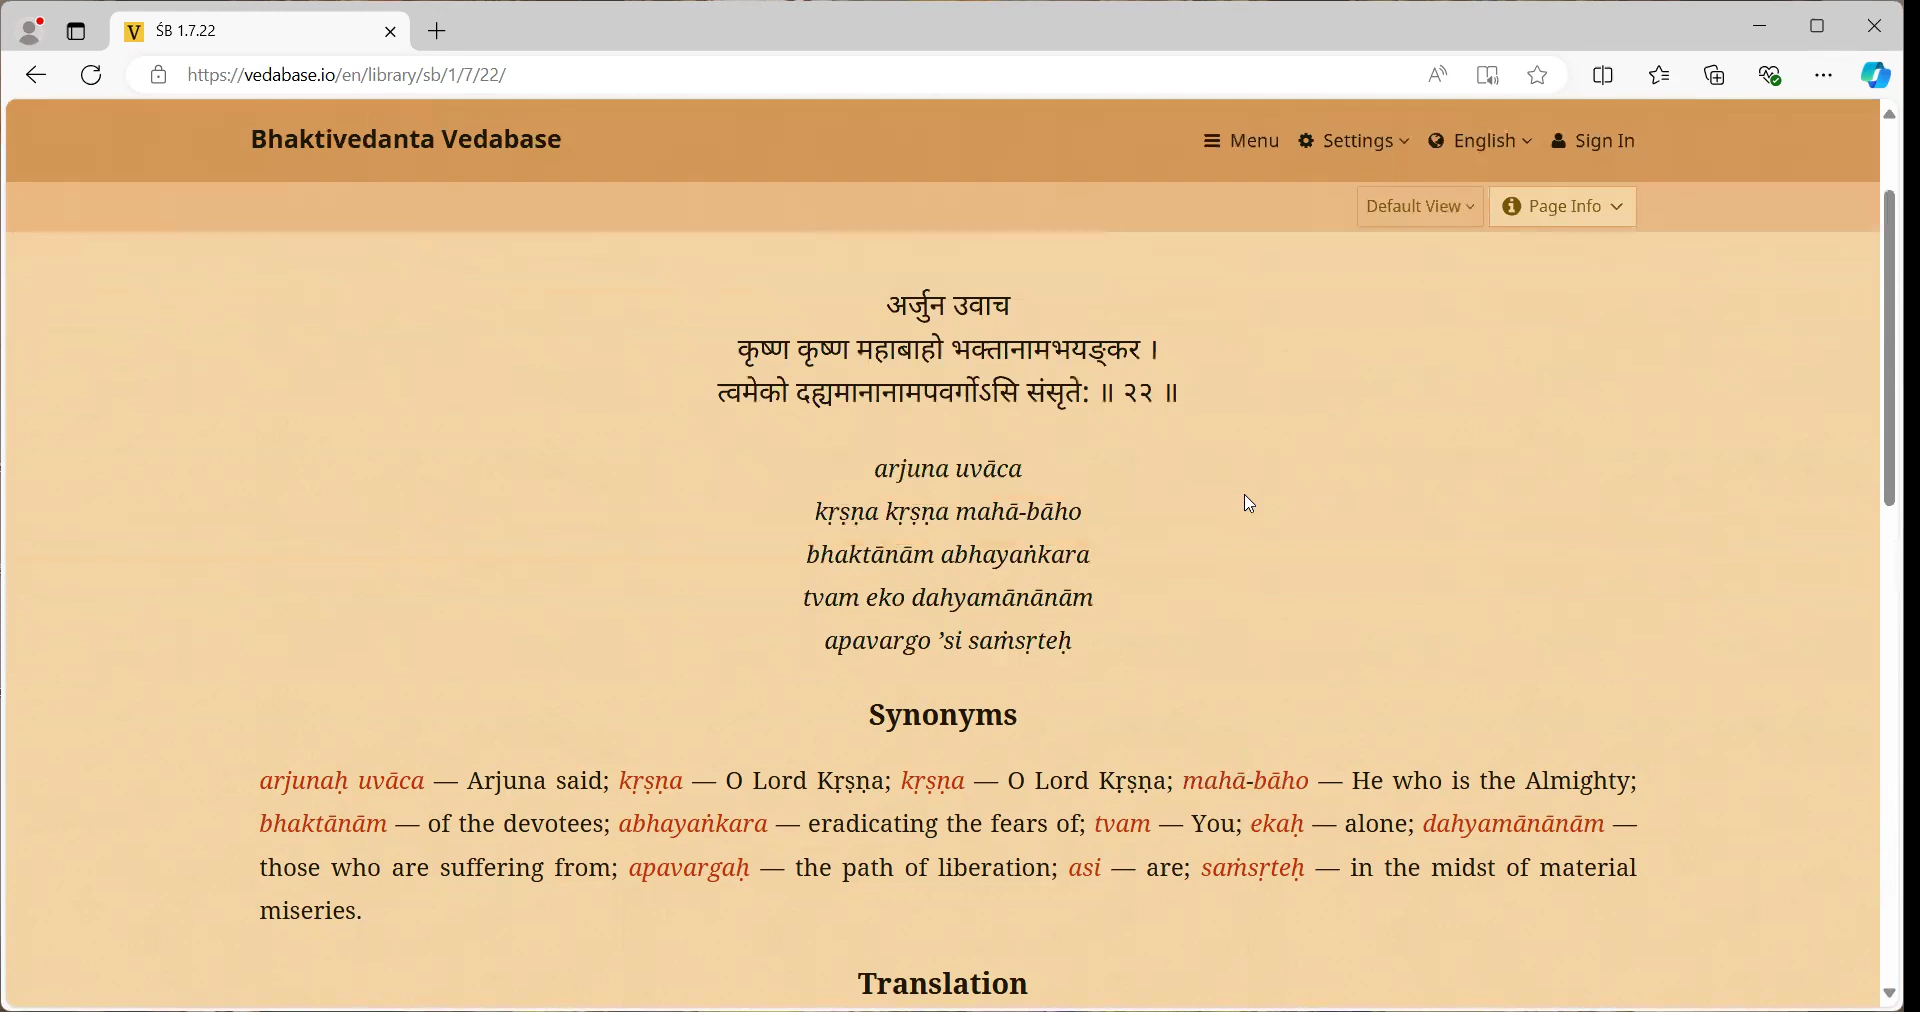 ŚB 1.7.22
https://vedabase.io/en/library/sb/1/7/22/
Bhaktivedanta Vedabase
Menu Settings English Sign In
Default View Page Info
अर्जुन उवाच
कृष्ण कृष्ण महाबाहो भक्तानामभयङ्कर ।
त्वमेको दह्यमानानामपवर्गोऽसि संसृते: ॥ २२ ॥
arjuna uvāca
kṛṣṇa kṛṣṇa mahā-bāho
bhaktānām abhayaṅkara
tvam eko dahyamānānām
apavargo ’si saṁsṛteḥ
Synonyms
arjunaḥ uvāca — Arjuna said; kṛṣṇa — O Lord Kṛṣṇa; kṛṣṇa — O Lord Kṛṣṇa; mahā-bāho — He who is the Almighty;
bhaktānām — of the devotees; abhayaṅkara — eradicating the fears of; tvam — You; ekaḥ — alone; dahyamānānām —
those who are suffering from; apavargaḥ — the path of liberation; asi — are; saṁsṛteḥ — in the midst of material
miseries.
Translation